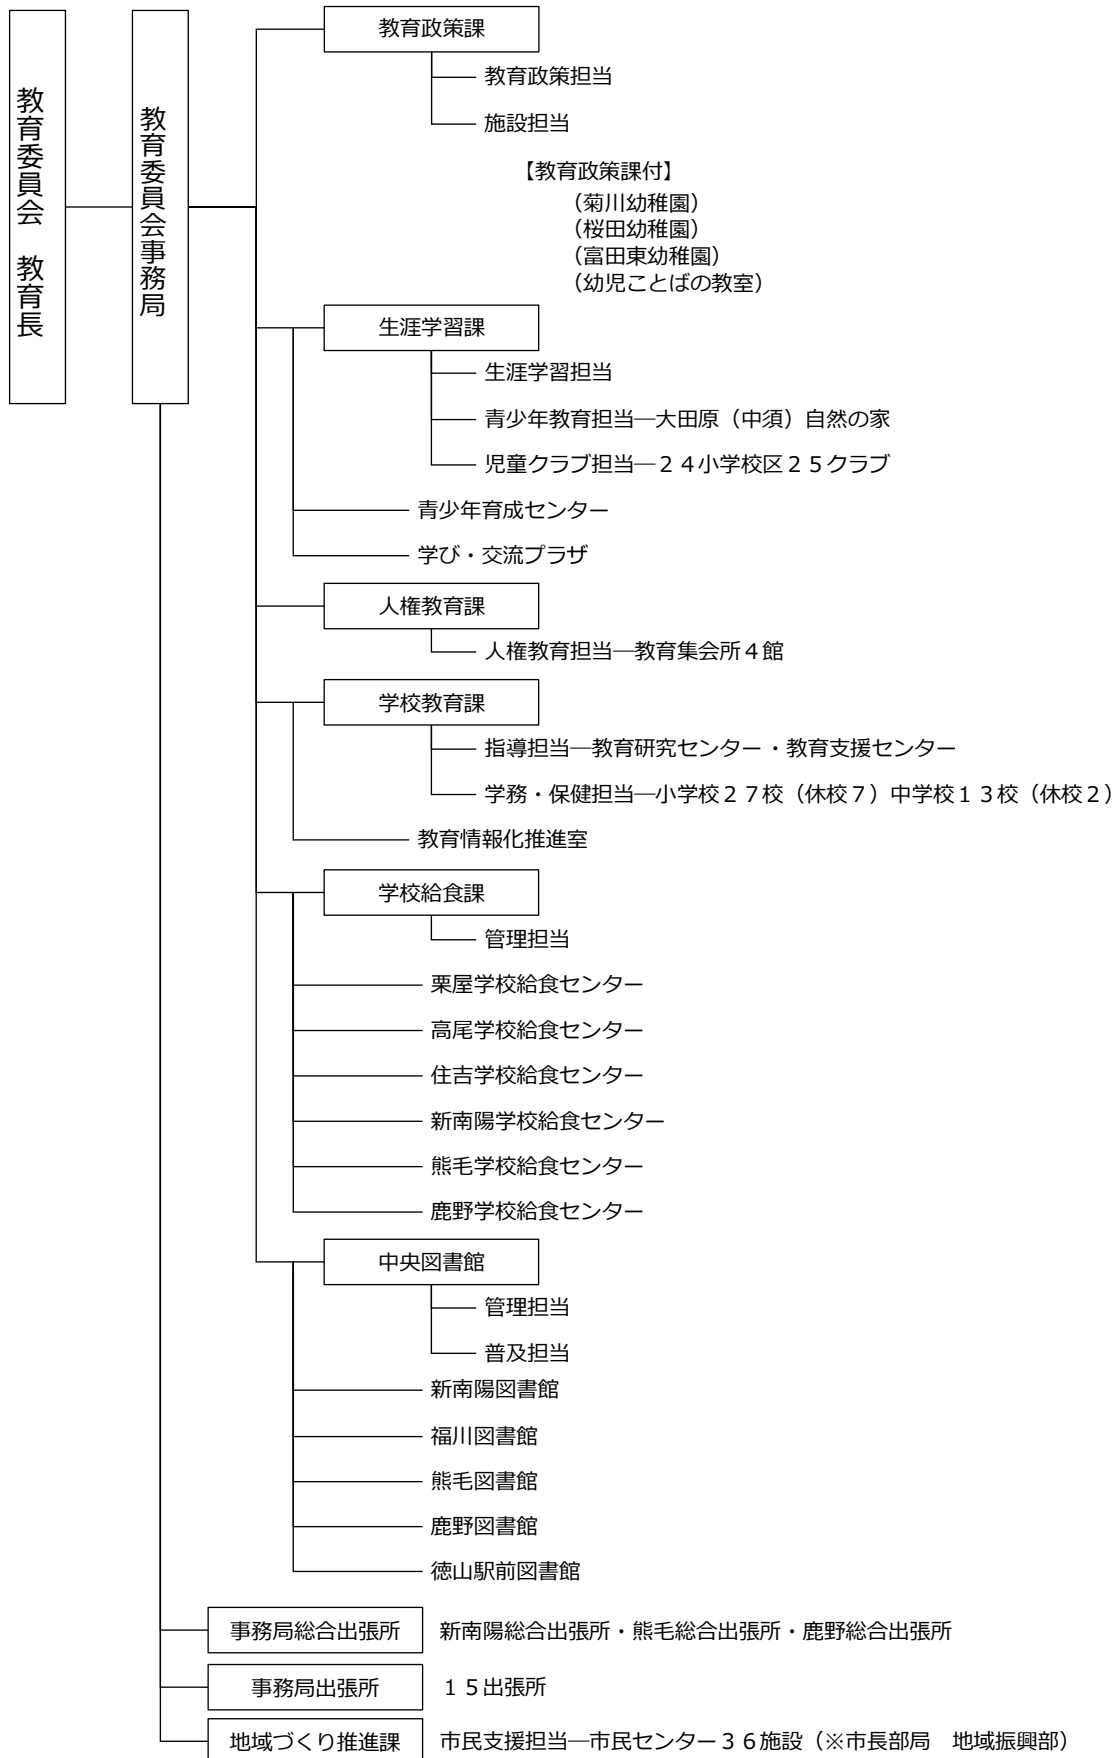 教育委員会　教育長
教育委員会事務局
教育政策課
教育政策担当
施設担当
【教育政策課付】
（菊川幼稚園）
（桜田幼稚園）
（富田東幼稚園）
（幼児ことばの教室）
生涯学習課
生涯学習担当
青少年教育担当―大田原（中須）自然の家
児童クラブ担当―２４小学校区２５クラブ
青少年育成センター
学び・交流プラザ
人権教育課
人権教育担当―教育集会所４館
学校教育課
指導担当―教育研究センター・教育支援センター
学務・保健担当―小学校２７校（休校７）中学校１３校（休校２）
教育情報化推進室
学校給食課
管理担当
栗屋学校給食センター
高尾学校給食センター
住吉学校給食センター
新南陽学校給食センター
熊毛学校給食センター
鹿野学校給食センター
中央図書館
管理担当
普及担当
新南陽図書館
福川図書館
熊毛図書館
鹿野図書館
徳山駅前図書館
事務局総合出張所　新南陽総合出張所・熊毛総合出張所・鹿野総合出張所
事務局出張所　１５出張所
地域づくり推進課　市民支援担当―市民センター３６施設（※市長部局　地域振興部）